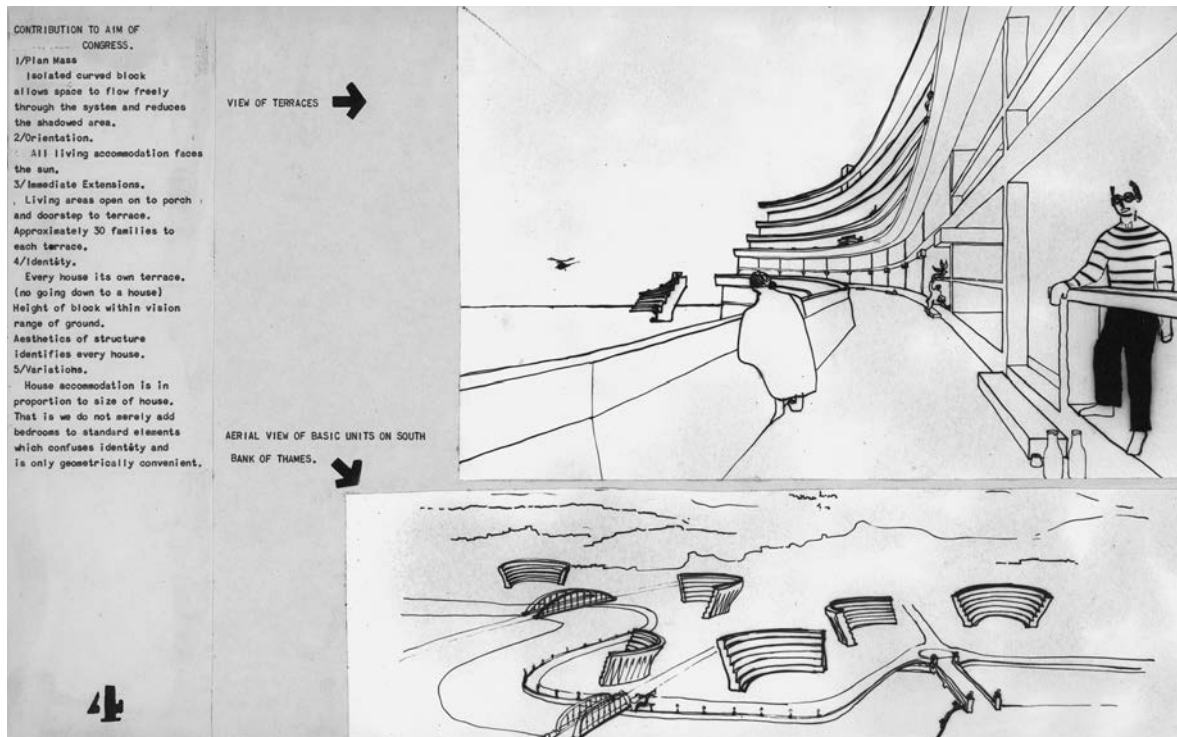 CONTRIBUTION TO AIM OF
CONGRESS.
1/Plan Mass
Isolated curved block
allows space to flow freely
through the system and reduces
the shadowed area.
2/Orientation.
All living accommodation faces
the sun.
3/Immediate Extensions.
Living areas open on to porch
and doorstep to terrace.
Approximately 30 families to
each terrace.
4/Identity.
Every house its own terrace.
(no going down to a house)
Height of block within vision
range of ground.
Aesthetics of structure
identifies every house.
5/Variations.
House accommodation is in
proportion to size of house.
That is we do not merely add
bedrooms to standard elements
which confuses identity and
is only geometrically convenient.
VIEW OF TERRACES
AERIAL VIEW OF BASIC UNITS ON SOUTH
BANK OF THAMES.
4